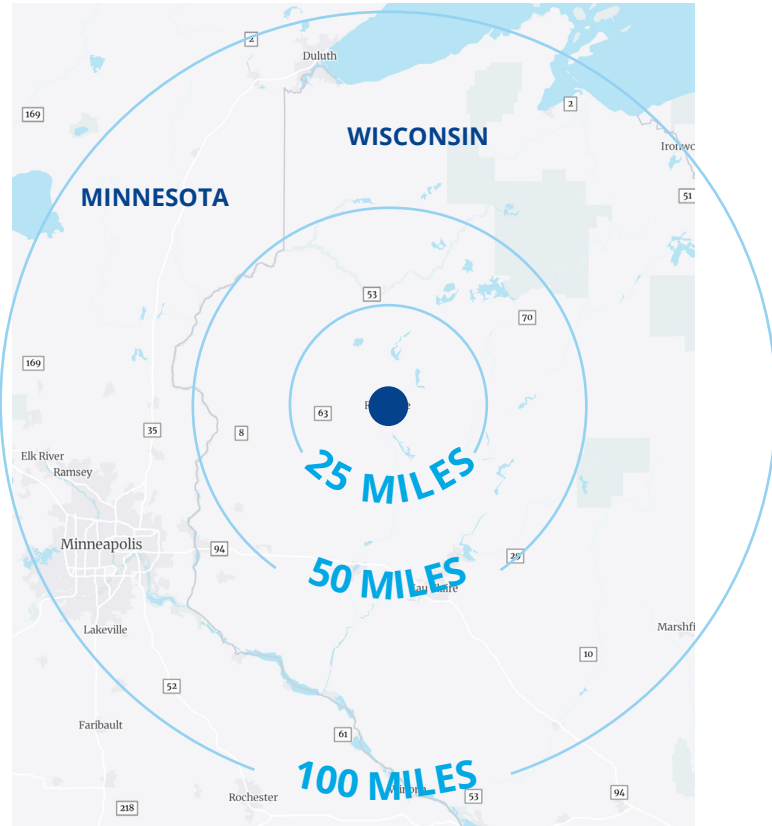 2
Duluth
2
169
WISCONSIN
Ironwo
MINNESOTA
51
53
70
169
63
35
8
25 MILES
Elk River
Ramsey
Minneapolis
94
29
50 MILES
Lakeville
Marshfi
10
52
Faribault
61
100 MILES
Rochester
53
94
218